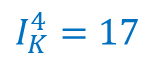 $I_K^4 = 17$